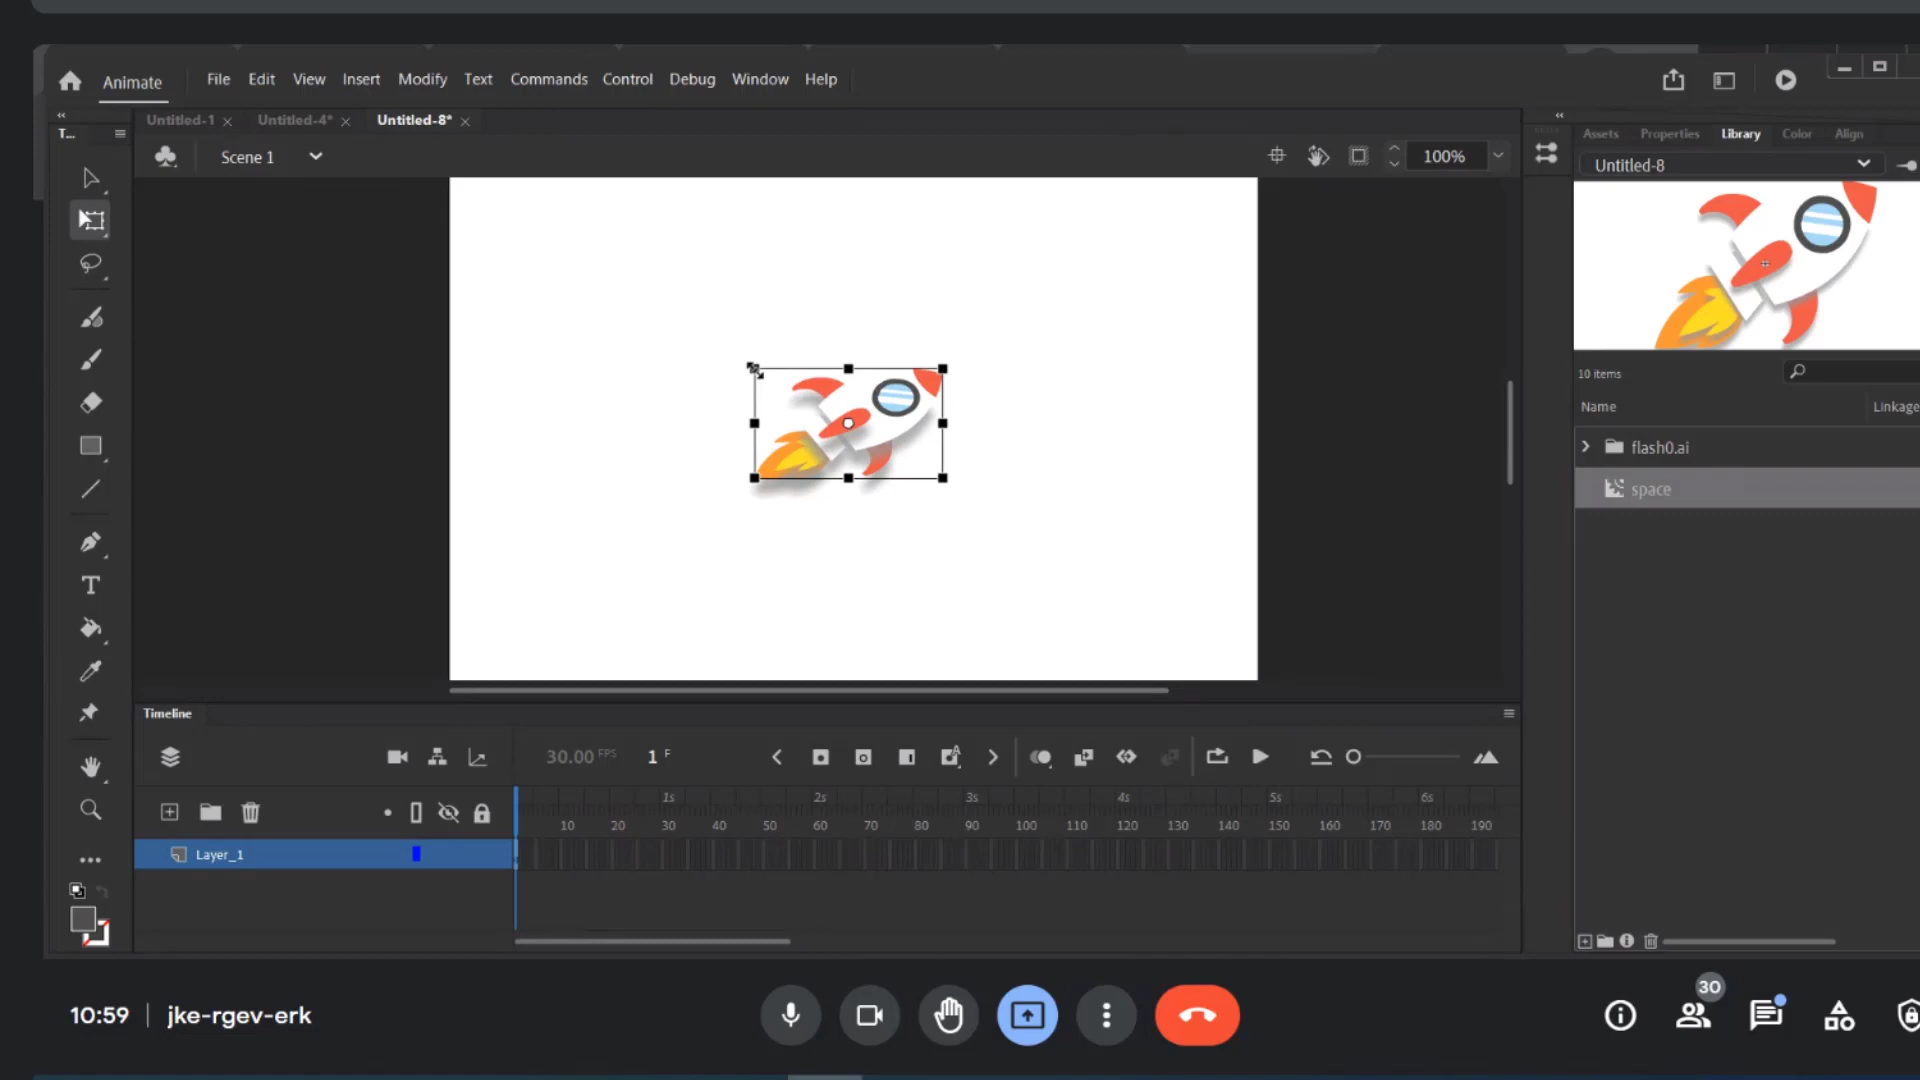 Animate File Edit View Insert Modify Text Commands Control Debug Window Help
Untitled-1 Untitled-4* Untitled-8*
T...
Assets Properties Library Color Align
Scene 1
100%
Untitled-8
10 items
Name Linkage
flash0.ai
space
T
Timeline
30.00 FPS 1 F
A
1s 2s 3s 4s 5s 6s
10 20 30 40 50 60 70 80 90 100 110 120 130 140 150 160 170 180 190
Layer_1
10:59 jke-rgev-erk
30